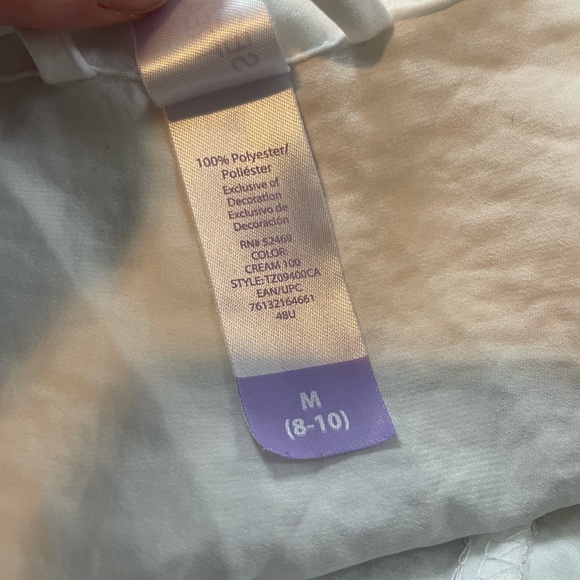 100% Polyester/
Poliéster
Exclusive of
Decoration
Exclusivo de
Decoración
RN# 52469
COLOR:
CREAM 100
STYLE:TZ09400CA
EAN/UPC
76132164661
48U
M
(8-10)